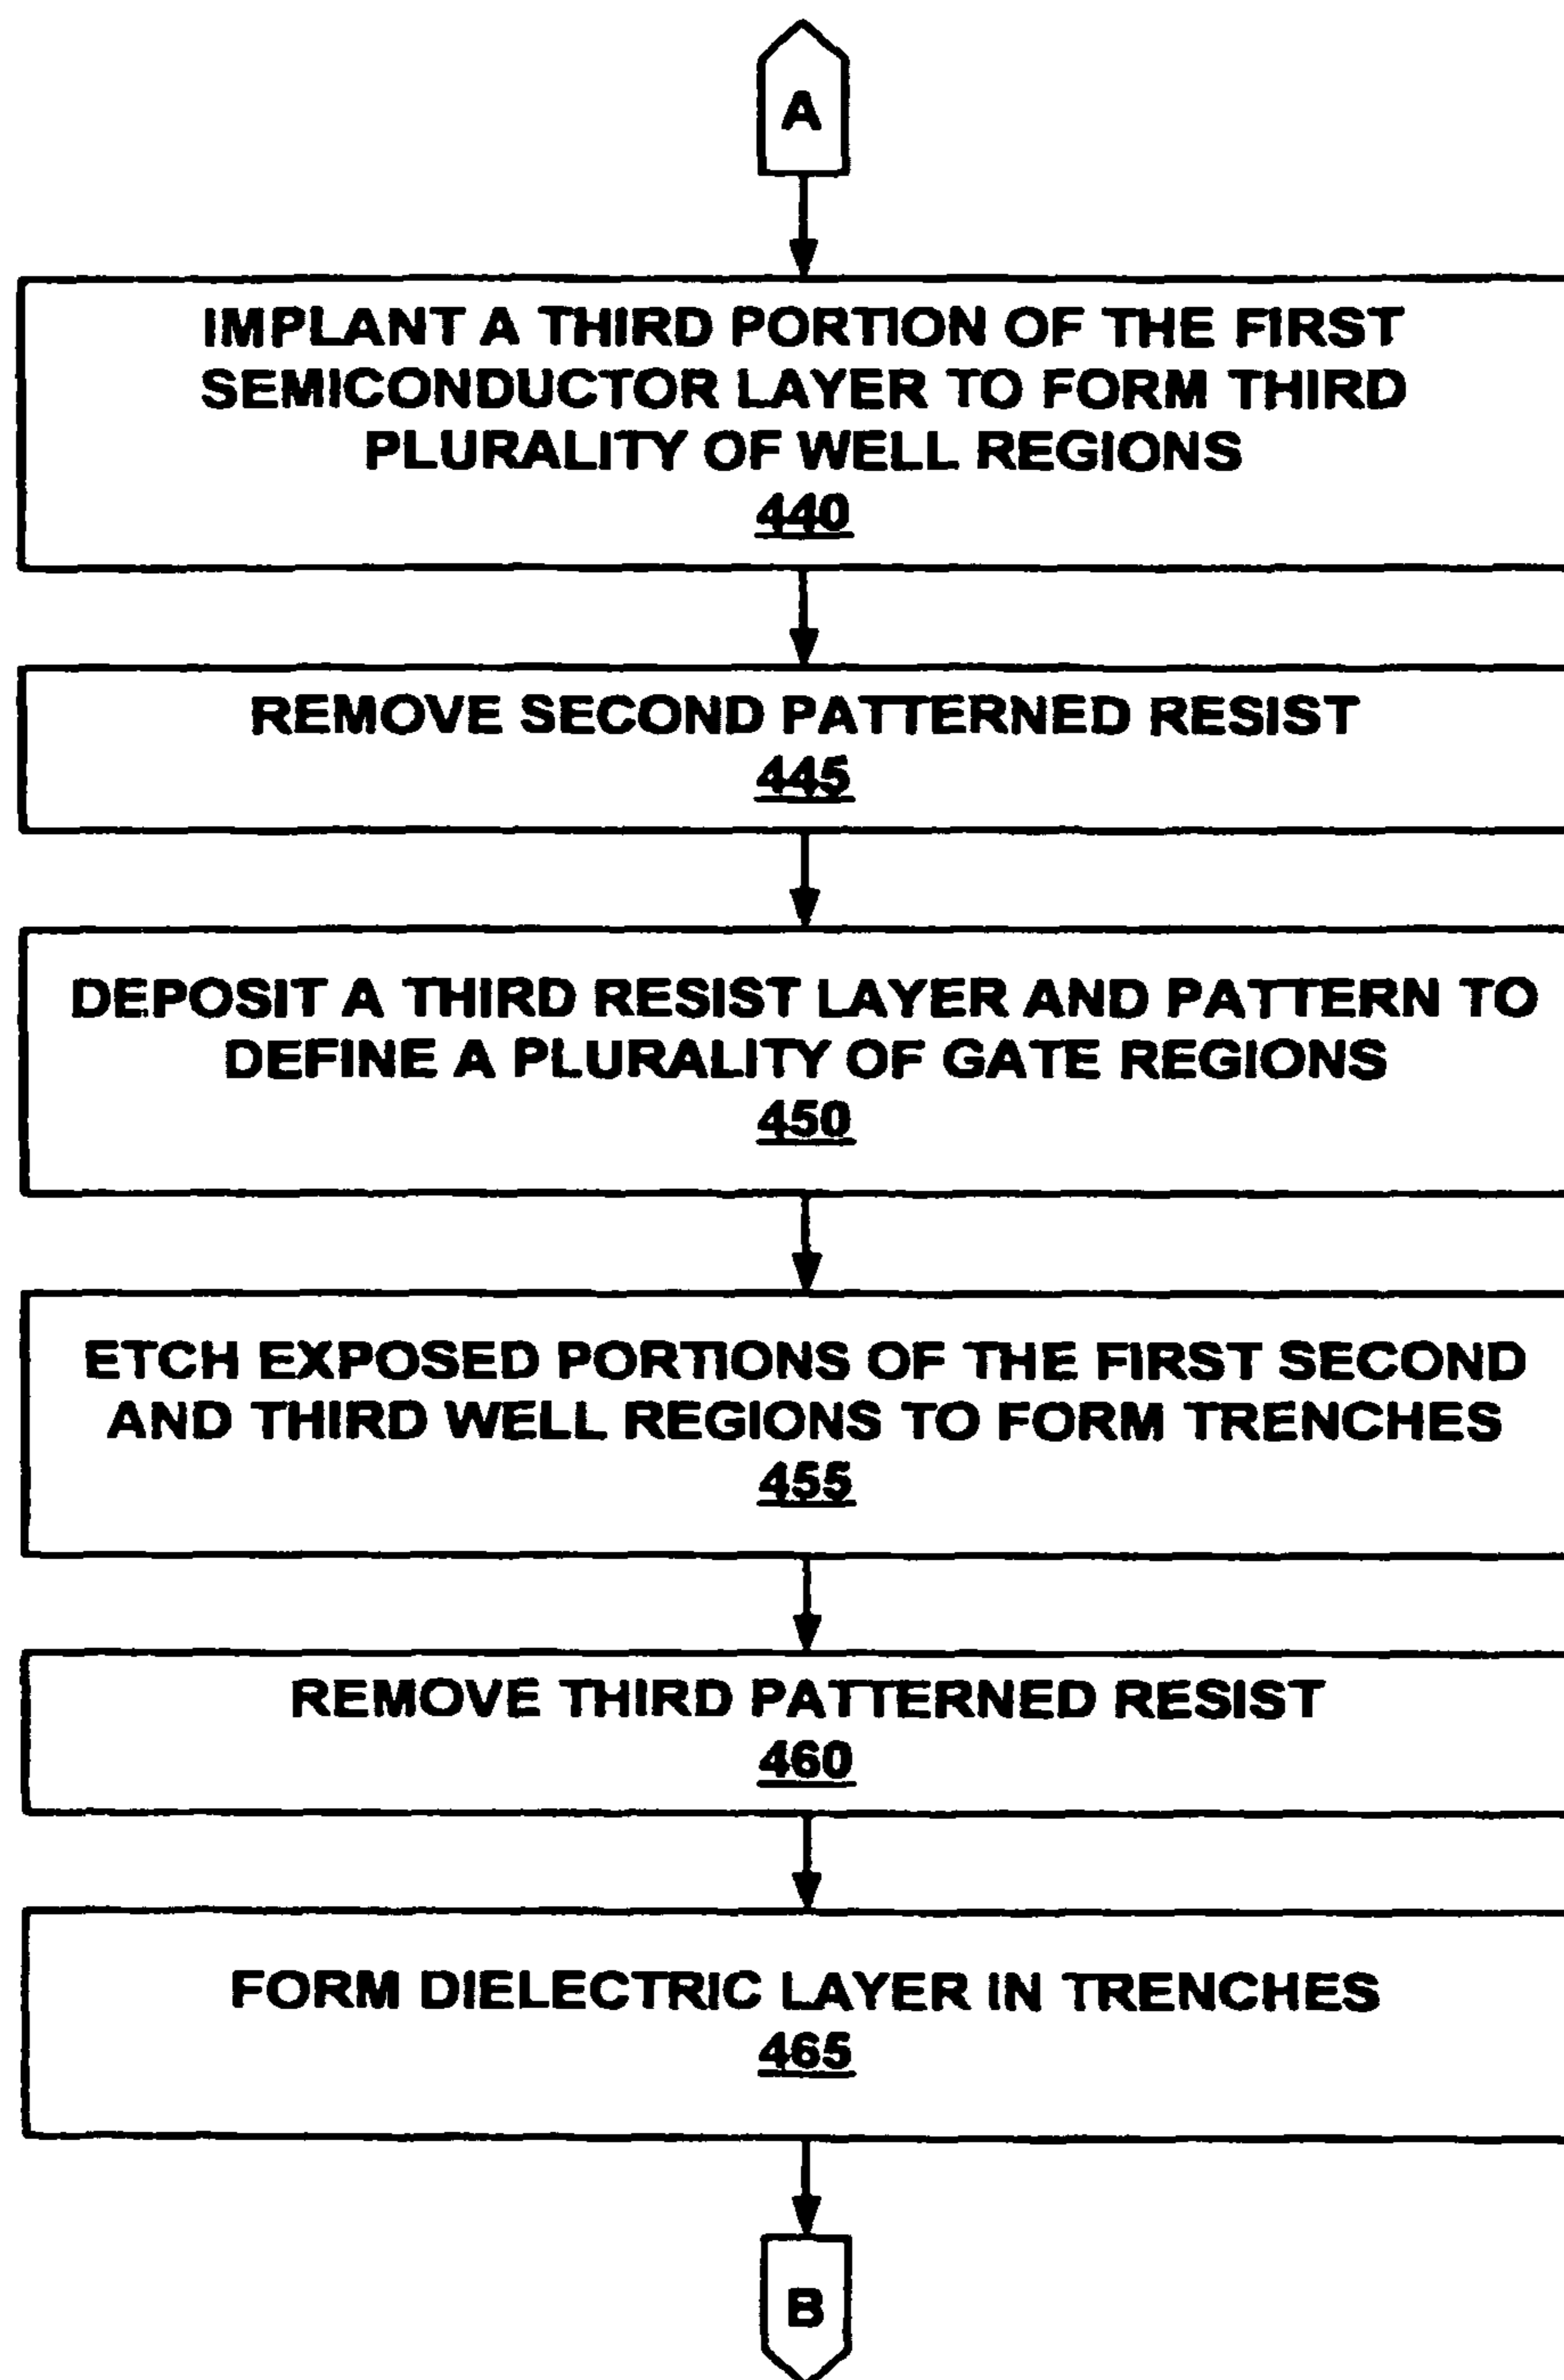 A
IMPLANT A THIRD PORTION OF THE FIRST
SEMICONDUCTOR LAYER TO FORM THIRD
PLURALITY OF WELL REGIONS
440
REMOVE SECOND PATTERNED RESIST
445
DEPOSIT A THIRD RESIST LAYER AND PATTERN TO
DEFINE A PLURALITY OF GATE REGIONS
450
ETCH EXPOSED PORTIONS OF THE FIRST SECOND
AND THIRD WELL REGIONS TO FORM TRENCHES
455
REMOVE THIRD PATTERNED RESIST
460
FORM DIELECTRIC LAYER IN TRENCHES
465
B